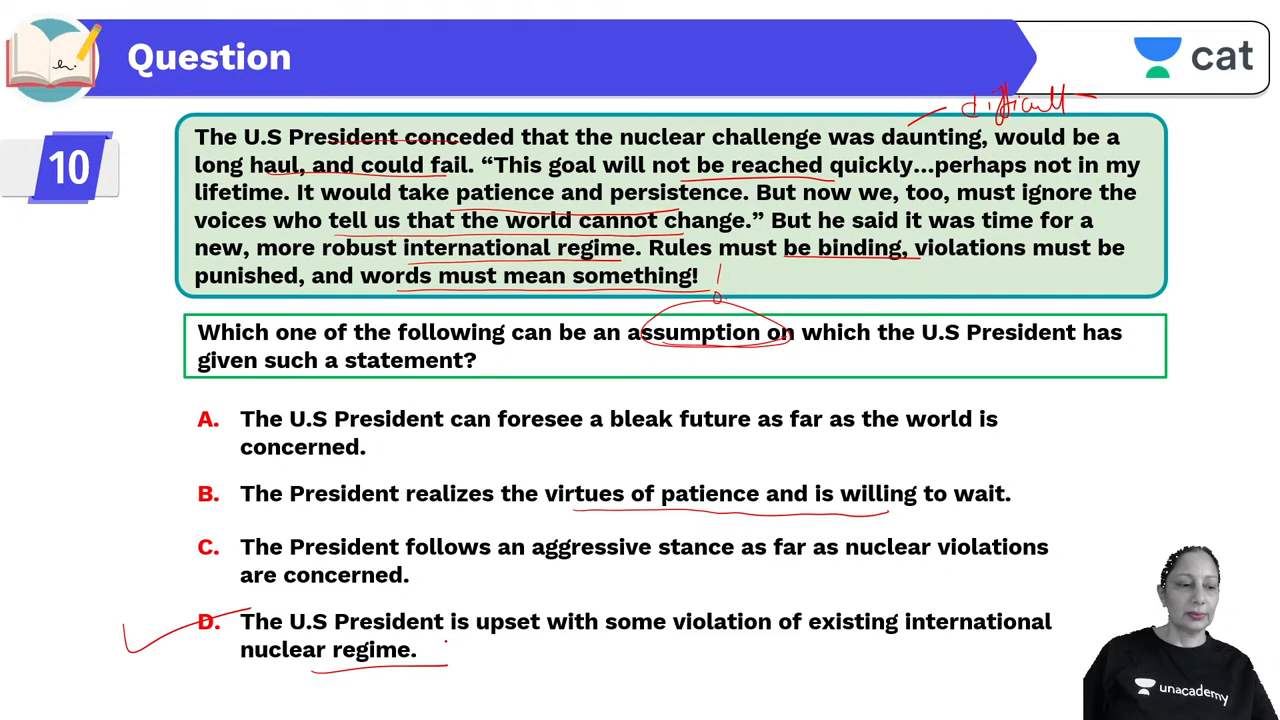 Question
cat
difficult
10
The U.S President conceded that the nuclear challenge was daunting, would be a
long haul, and could fail. “This goal will not be reached quickly...perhaps not in my
lifetime. It would take patience and persistence. But now we, too, must ignore the
voices who tell us that the world cannot change.” But he said it was time for a
new, more robust international regime. Rules must be binding, violations must be
punished, and words must mean something!
Which one of the following can be an assumption on which the U.S President has
given such a statement?
A. The U.S President can foresee a bleak future as far as the world is
concerned.
B. The President realizes the virtues of patience and is willing to wait.
C. The President follows an aggressive stance as far as nuclear violations
are concerned.
D. The U.S President is upset with some violation of existing international
nuclear regime.
unacademy